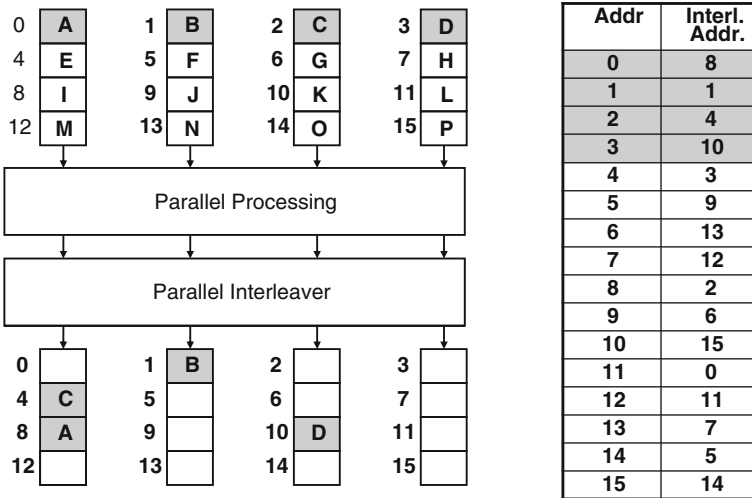 0 A 1 B 2 C 3 D
4 E 5 F 6 G 7 H
8 I 9 J 10 K 11 L
12 M 13 N 14 O 15 P
Parallel Processing
Parallel Interleaver
0 1 B 2 3
4 C 5 6 7
8 A 9 10 D 11
12 13 14 15
Addr Interl. Addr.
0 8
1 1
2 4
3 10
4 3
5 9
6 13
7 12
8 2
9 6
10 15
11 0
12 11
13 7
14 5
15 14